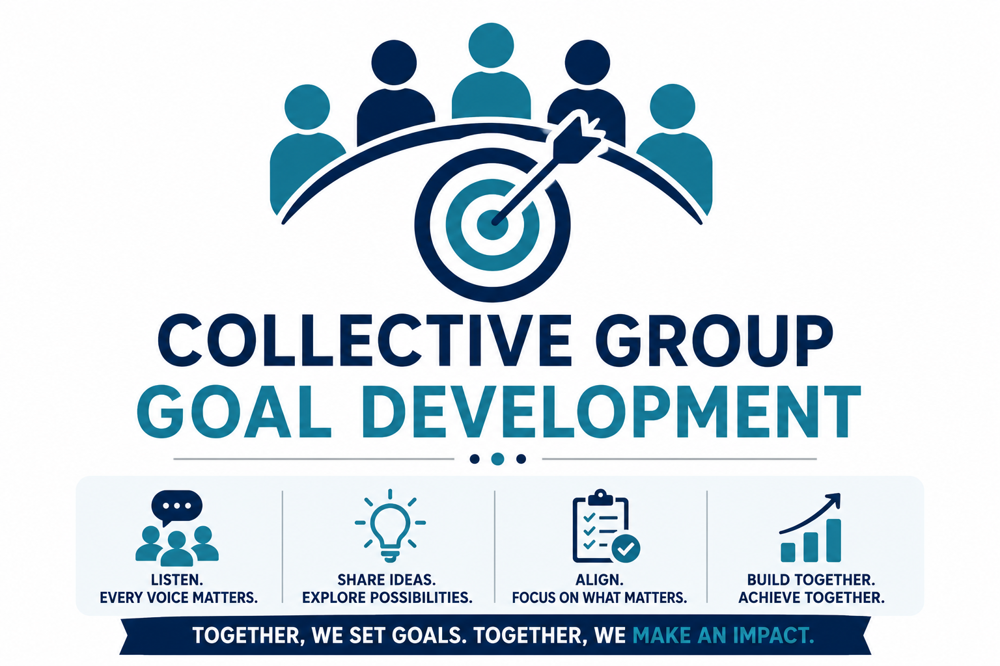 COLLECTIVE GROUP
GOAL DEVELOPMENT
LISTEN.
EVERY VOICE MATTERS.
SHARE IDEAS.
EXPLORE POSSIBILITIES.
ALIGN.
FOCUS ON WHAT MATTERS.
BUILD TOGETHER.
ACHIEVE TOGETHER.
TOGETHER, WE SET GOALS. TOGETHER, WE MAKE AN IMPACT.